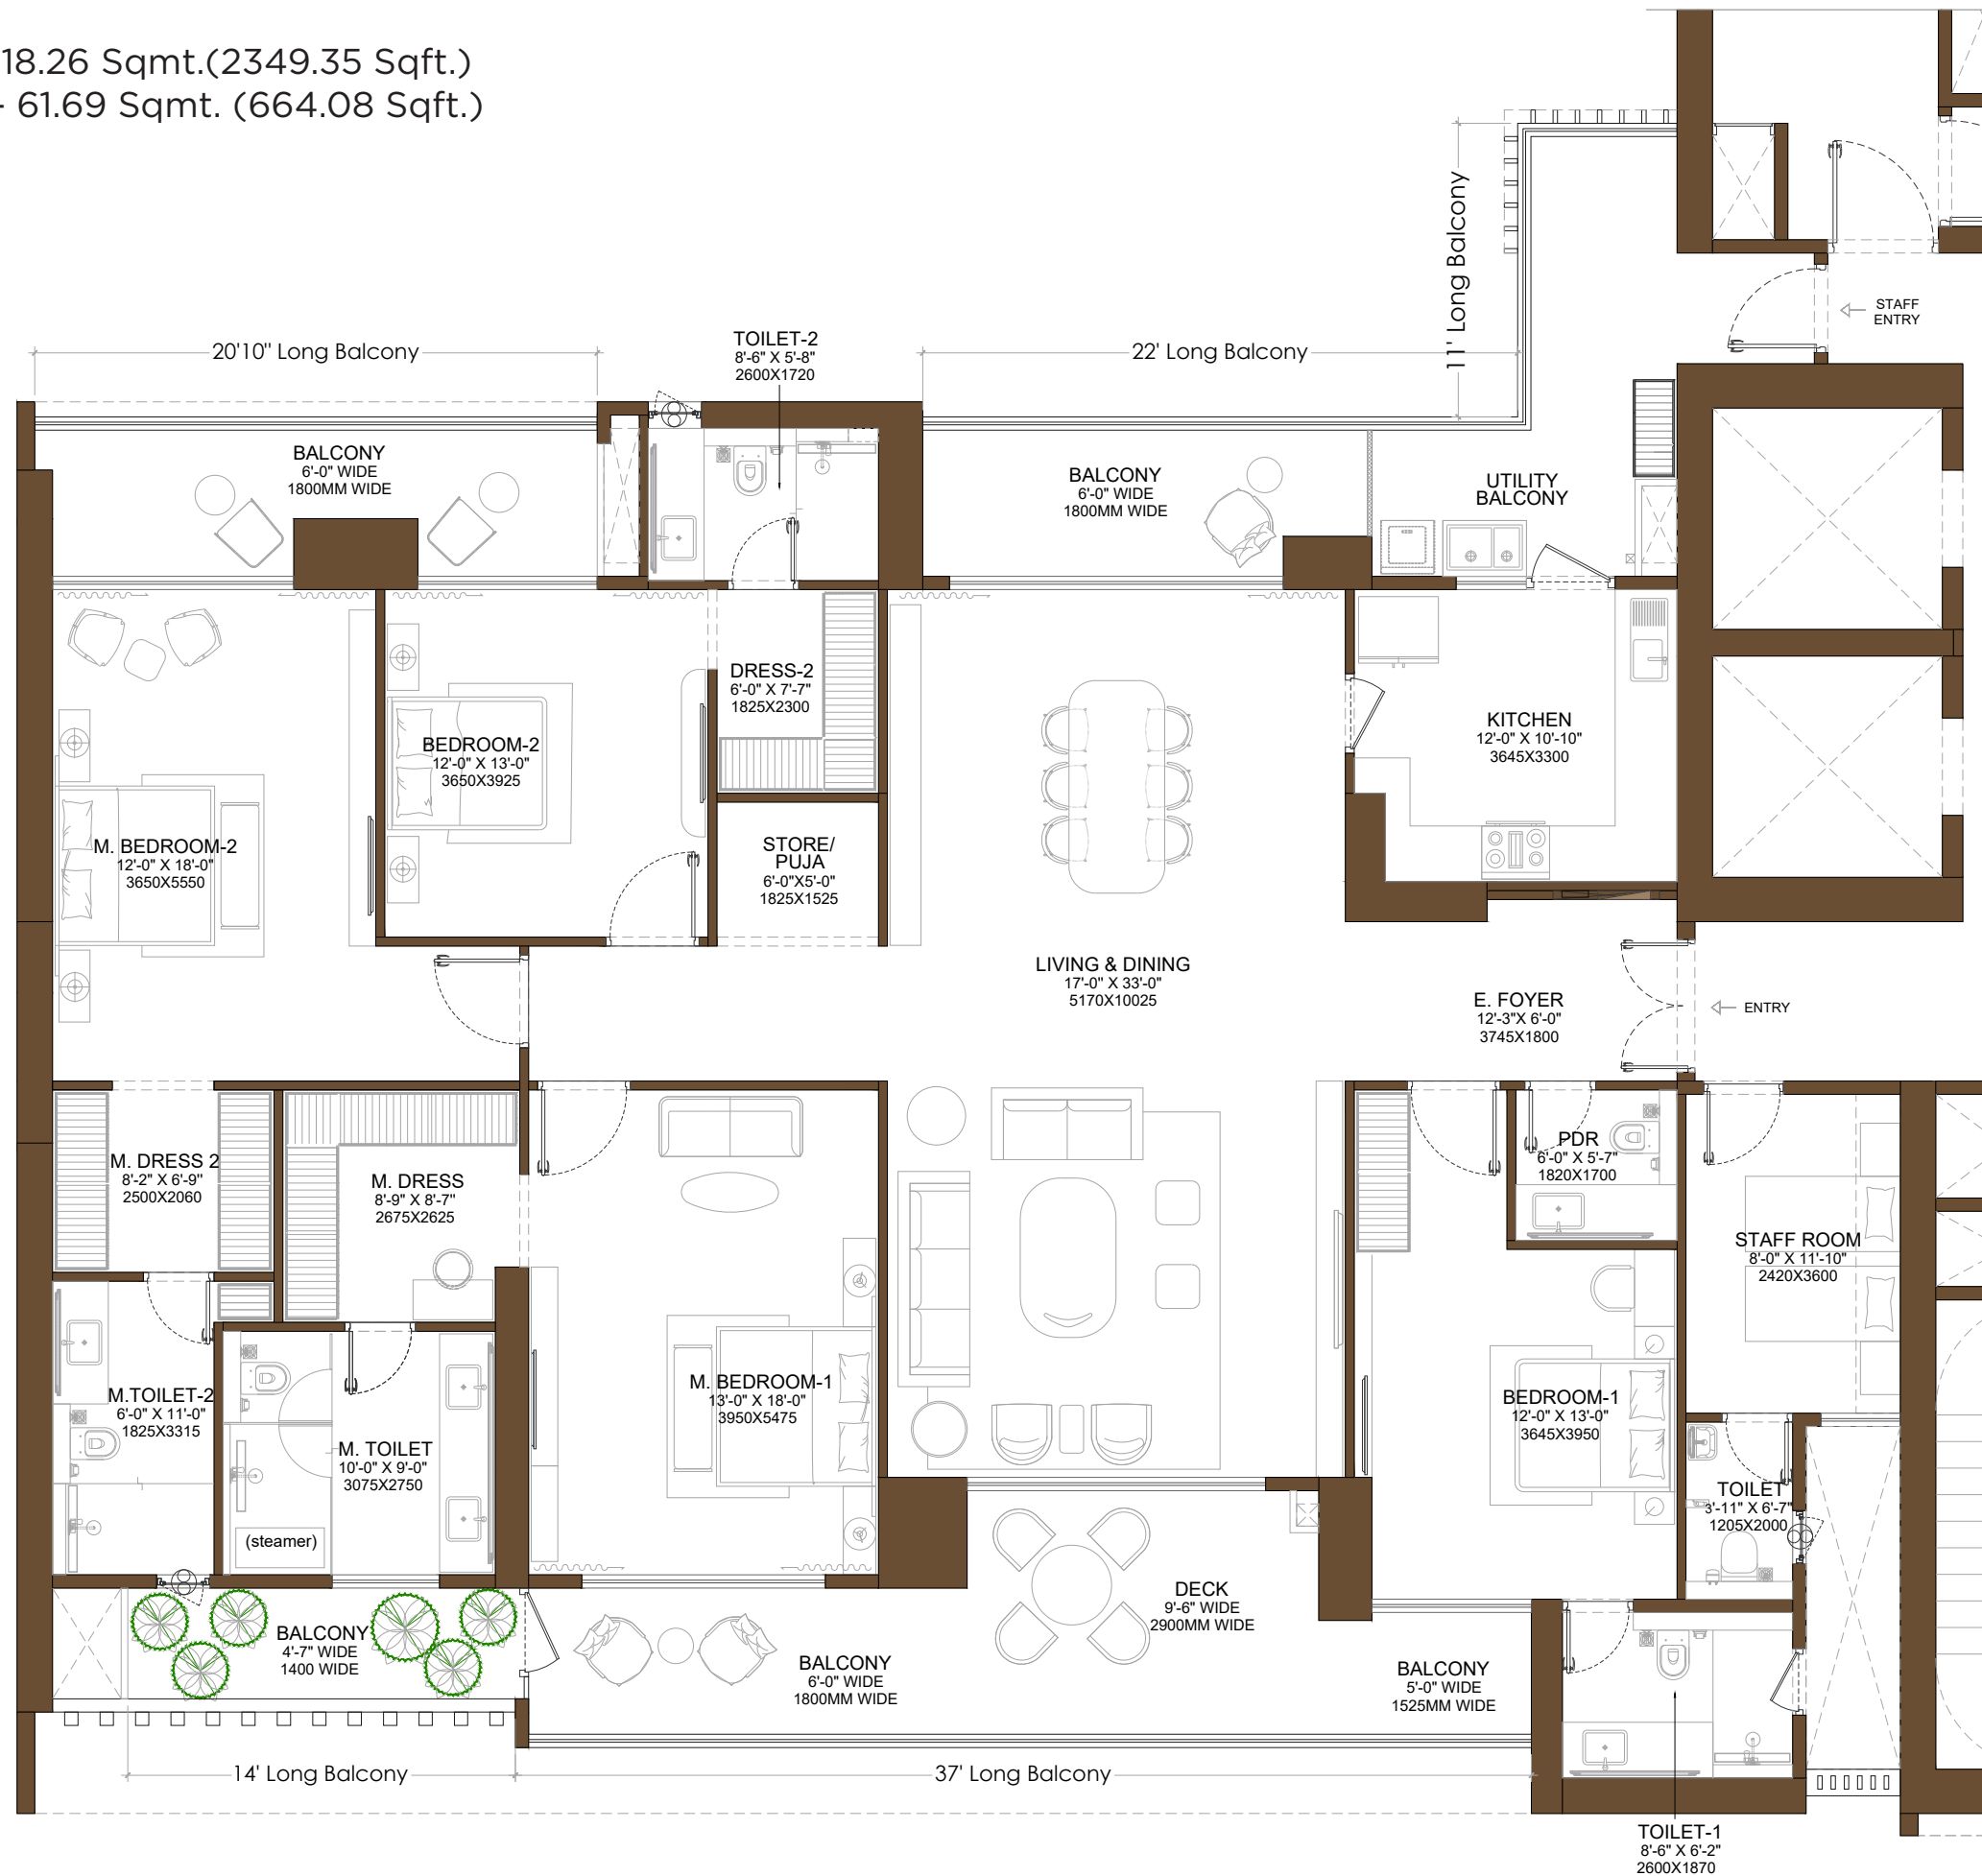 18.26 Sqmt.(2349.35 Sqft.)
- 61.69 Sqmt. (664.08 Sqft.)
11' Long Balcony
STAFF
ENTRY
20'10" Long Balcony
TOILET-2
8'-6" X 5'-8"
2600X1720
22' Long Balcony
BALCONY
6'-0" WIDE
1800MM WIDE
BALCONY
6'-0" WIDE
1800MM WIDE
UTILITY
BALCONY
DRESS-2
6'-0" X 7'-7"
1825X2300
KITCHEN
12'-0" X 10'-10"
3645X3300
BEDROOM-2
12'-0" X 13'-0"
3650X3925
M. BEDROOM-2
12'-0" X 18'-0"
3650X5550
STORE/
PUJA
6'-0"X5'-0"
1825X1525
LIVING & DINING
17'-0" X 33'-0"
5170X10025
E. FOYER
12'-3"X 6'-0"
3745X1800
ENTRY
M. DRESS 2
8'-2" X 6'-9"
2500X2060
M. DRESS
8'-9" X 8'-7"
2675X2625
PDR
6'-0" X 5'-7"
1820X1700
STAFF ROOM
8'-0" X 11'-10"
2420X3600
M.TOILET-2
6'-0" X 11'-0"
1825X3315
M. BEDROOM-1
13'-0" X 18'-0"
3950X5475
BEDROOM-1
12'-0" X 13'-0"
3645X3950
M. TOILET
10'-0" X 9'-0"
3075X2750
(steamer)
TOILET
3'-11" X 6'-7"
1205X2000
DECK
9'-6" WIDE
2900MM WIDE
BALCONY
4'-7" WIDE
1400 WIDE
BALCONY
6'-0" WIDE
1800MM WIDE
BALCONY
5'-0" WIDE
1525MM WIDE
14' Long Balcony
37' Long Balcony
TOILET-1
8'-6" X 6'-2"
2600X1870